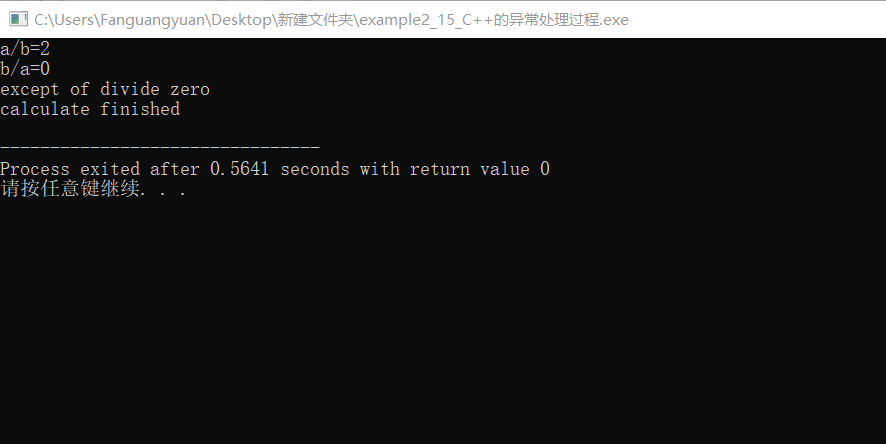 C:\Users\Fanguangyuan\Desktop\新建文件夹\example2_15_C++的异常处理过程.exe
a/b=2
b/a=0
except of divide zero
calculate finished
--------------------------------
Process exited after 0.5641 seconds with return value 0
请按任意键继续. . .